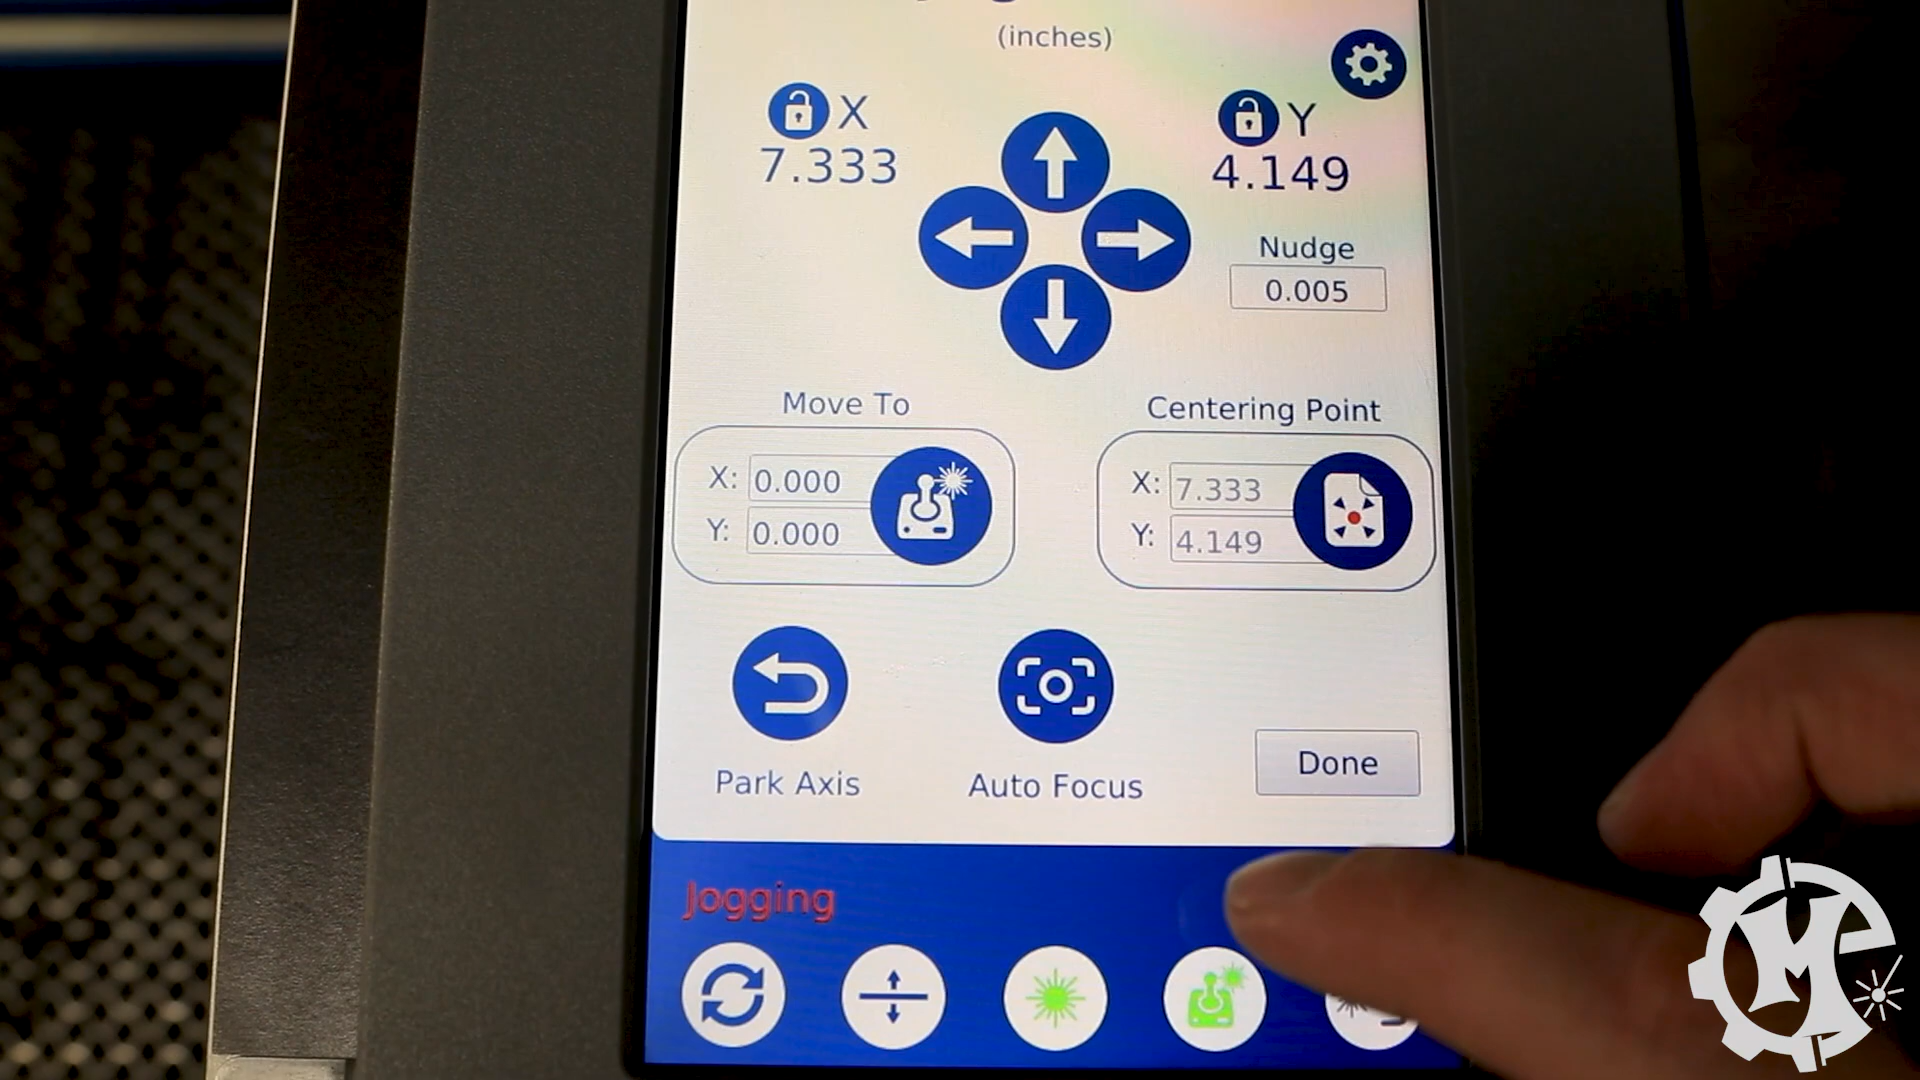 (inches)
X
7.333
Y
4.149
Nudge
0.005
Move To
X: 0.000
Y: 0.000
Centering Point
X: 7.333
Y: 4.149
Park Axis
Auto Focus
Done
Jogging